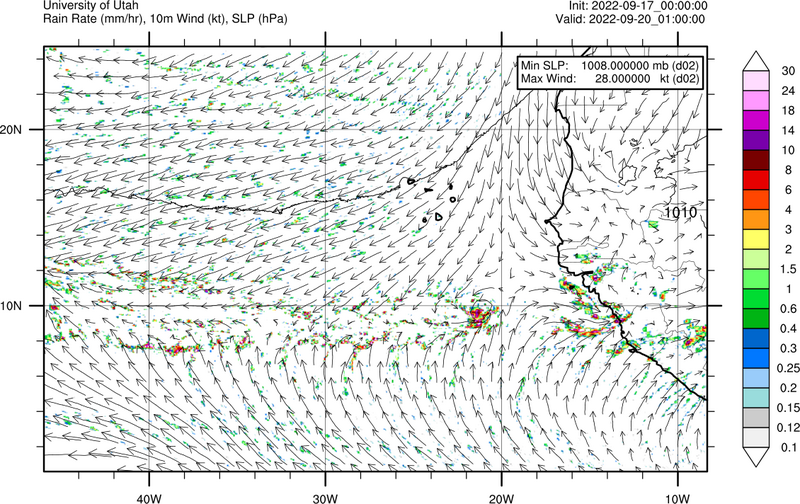 University of Utah
Init: 2022-09-17_00:00:00
Rain Rate (mm/hr), 10m Wind (kt), SLP (hPa)
Valid: 2022-09-20_01:00:00
Min SLP: 1008.000000 mb (d02)
Max Wind: 28.000000 kt (d02)
20N
10N
1010
40W
30W
20W
10W
30
24
18
14
10
8
6
4
3
2
1.5
1
0.6
0.4
0.3
0.25
0.2
0.15
0.12
0.1